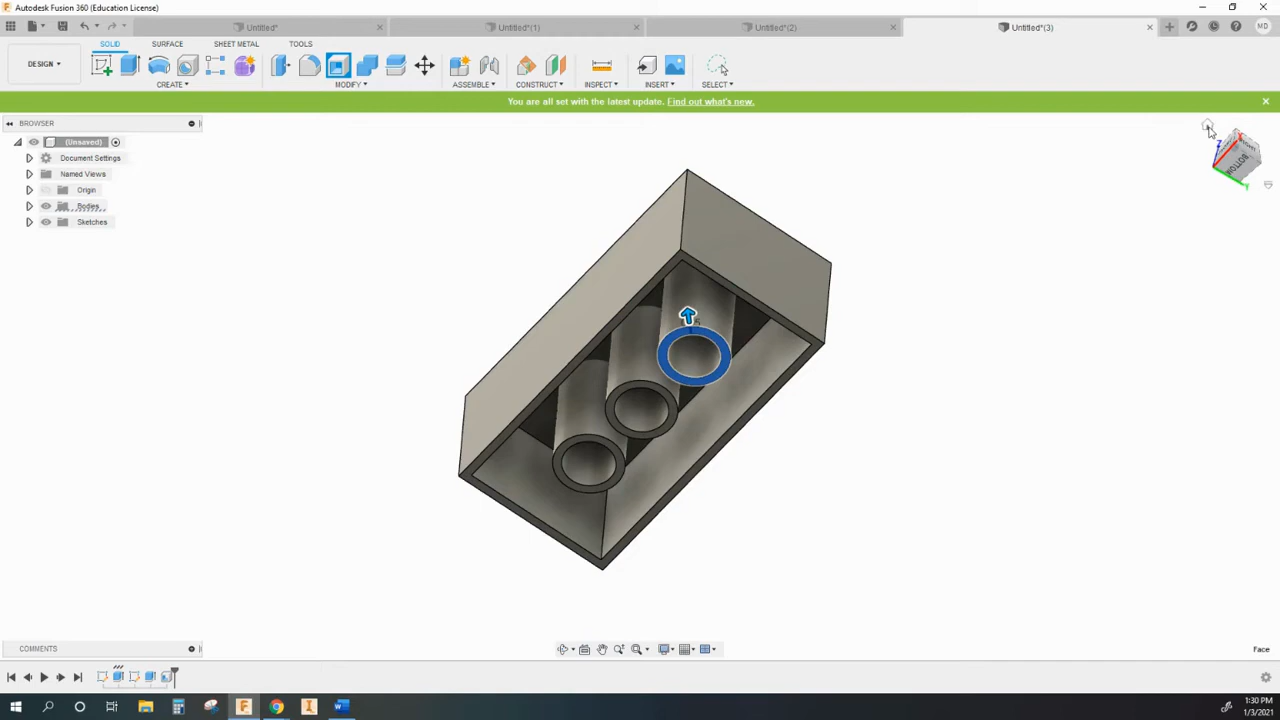 Autodesk Fusion 360 (Education License)
Untitled*
Untitled*(1)
Untitled*(2)
Untitled*(3)
MD
SOLID
SURFACE
SHEET METAL
TOOLS
DESIGN
CREATE
MODIFY
ASSEMBLE
CONSTRUCT
INSPECT
INSERT
SELECT
You are all set with the latest update. Find out what's new.
BROWSER
(Unsaved)
Document Settings
Named Views
Origin
Bodies
Sketches
BOTTOM
Z
Y
COMMENTS
Face
1:30 PM
1/3/2021